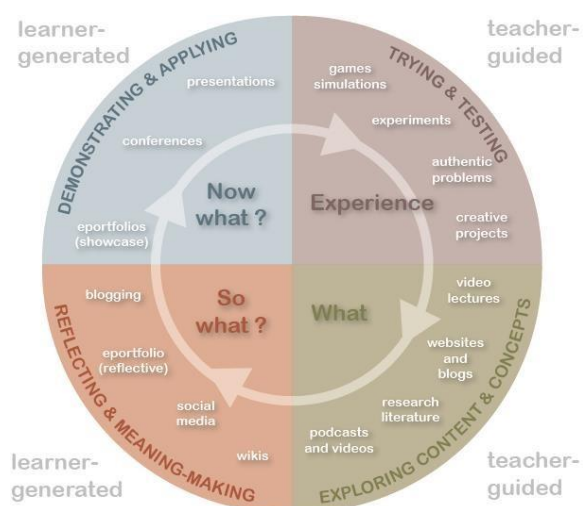 learner-
generated
teacher-
guided
DEMONSTRATING & APPLYING
presentations
conferences
eportfolios
(showcase)
Now
what ?
TRYING & TESTING
games
simulations
experiments
authentic
problems
creative
projects
Experience
REFLECTING & MEANING-MAKING
blogging
eportfolio
(reflective)
social
media
wikis
So
what ?
EXPLORING CONTENT & CONCEPTS
What
video
lectures
websites
and
blogs
research
literature
podcasts
and videos
learner-
generated
teacher-
guided